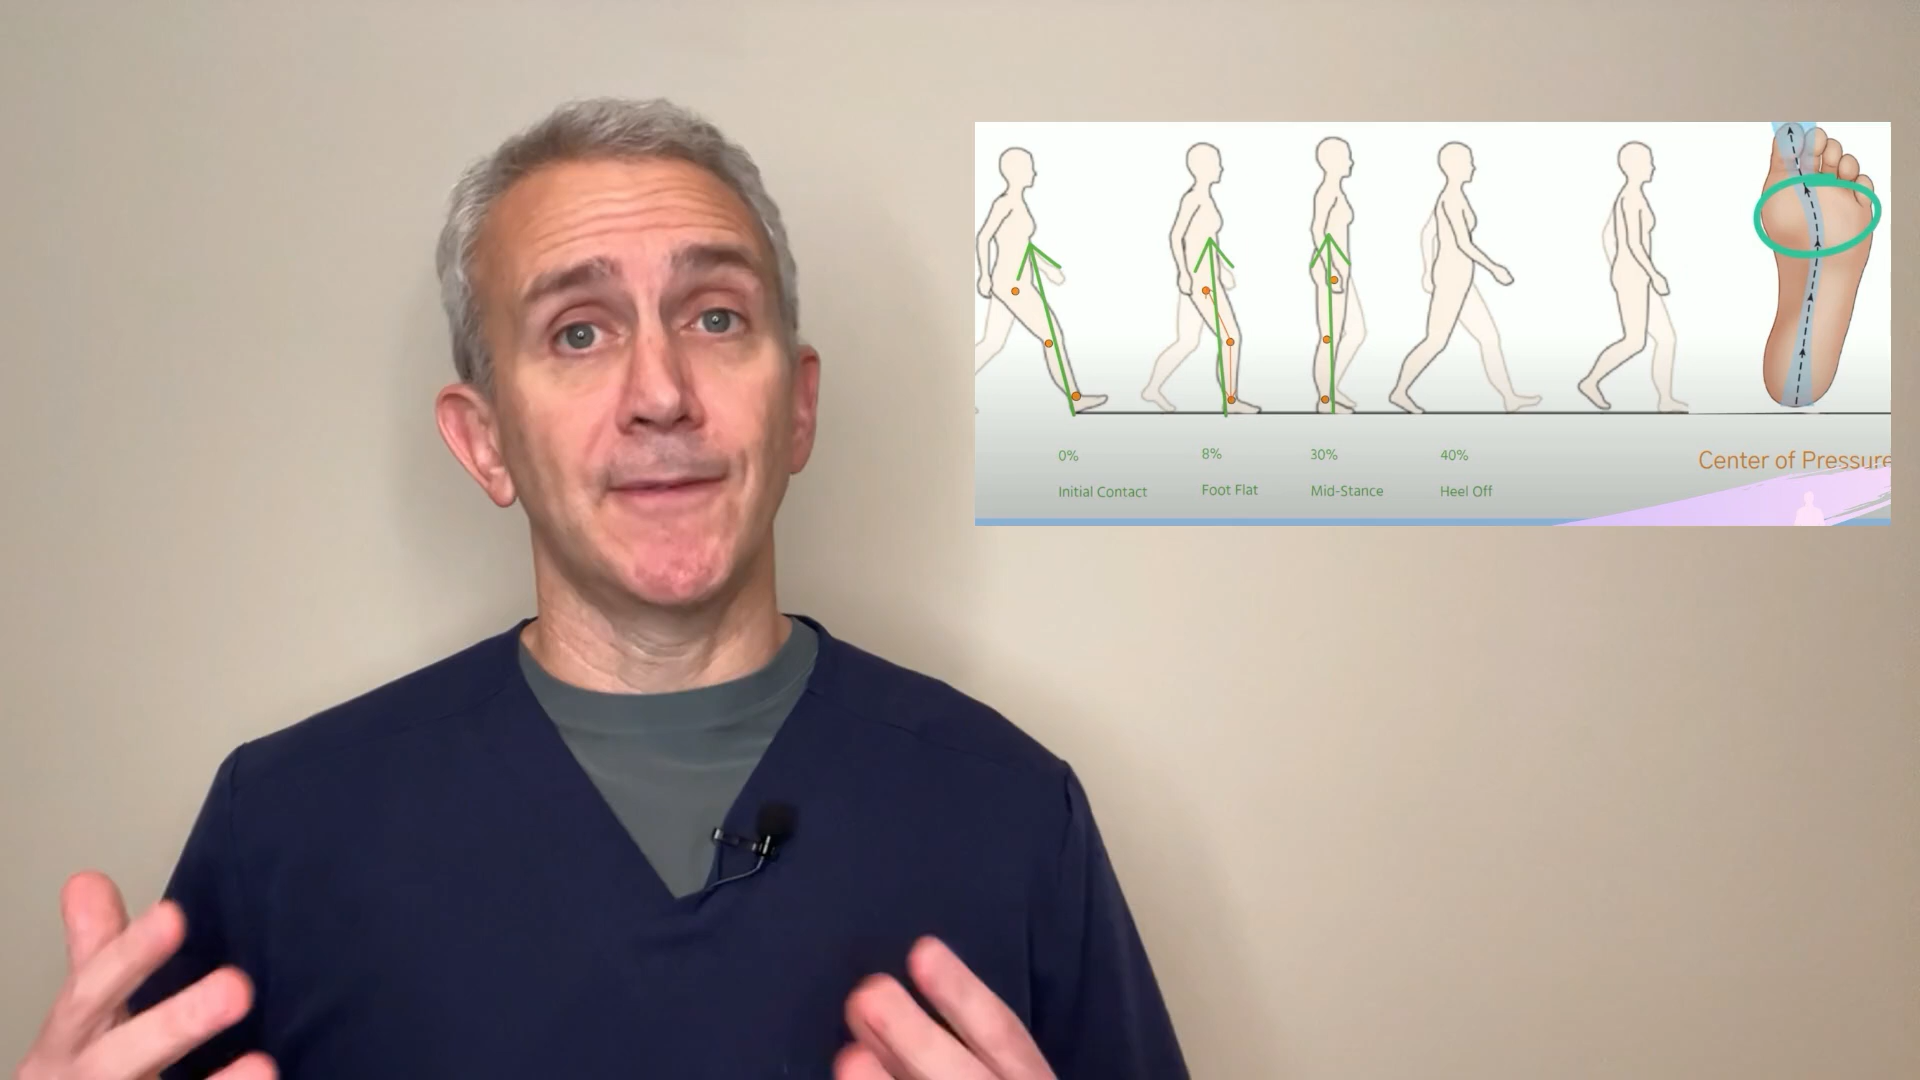 0% 8% 30% 40%
Initial Contact Foot Flat Mid-Stance Heel Off
Center of Pressure